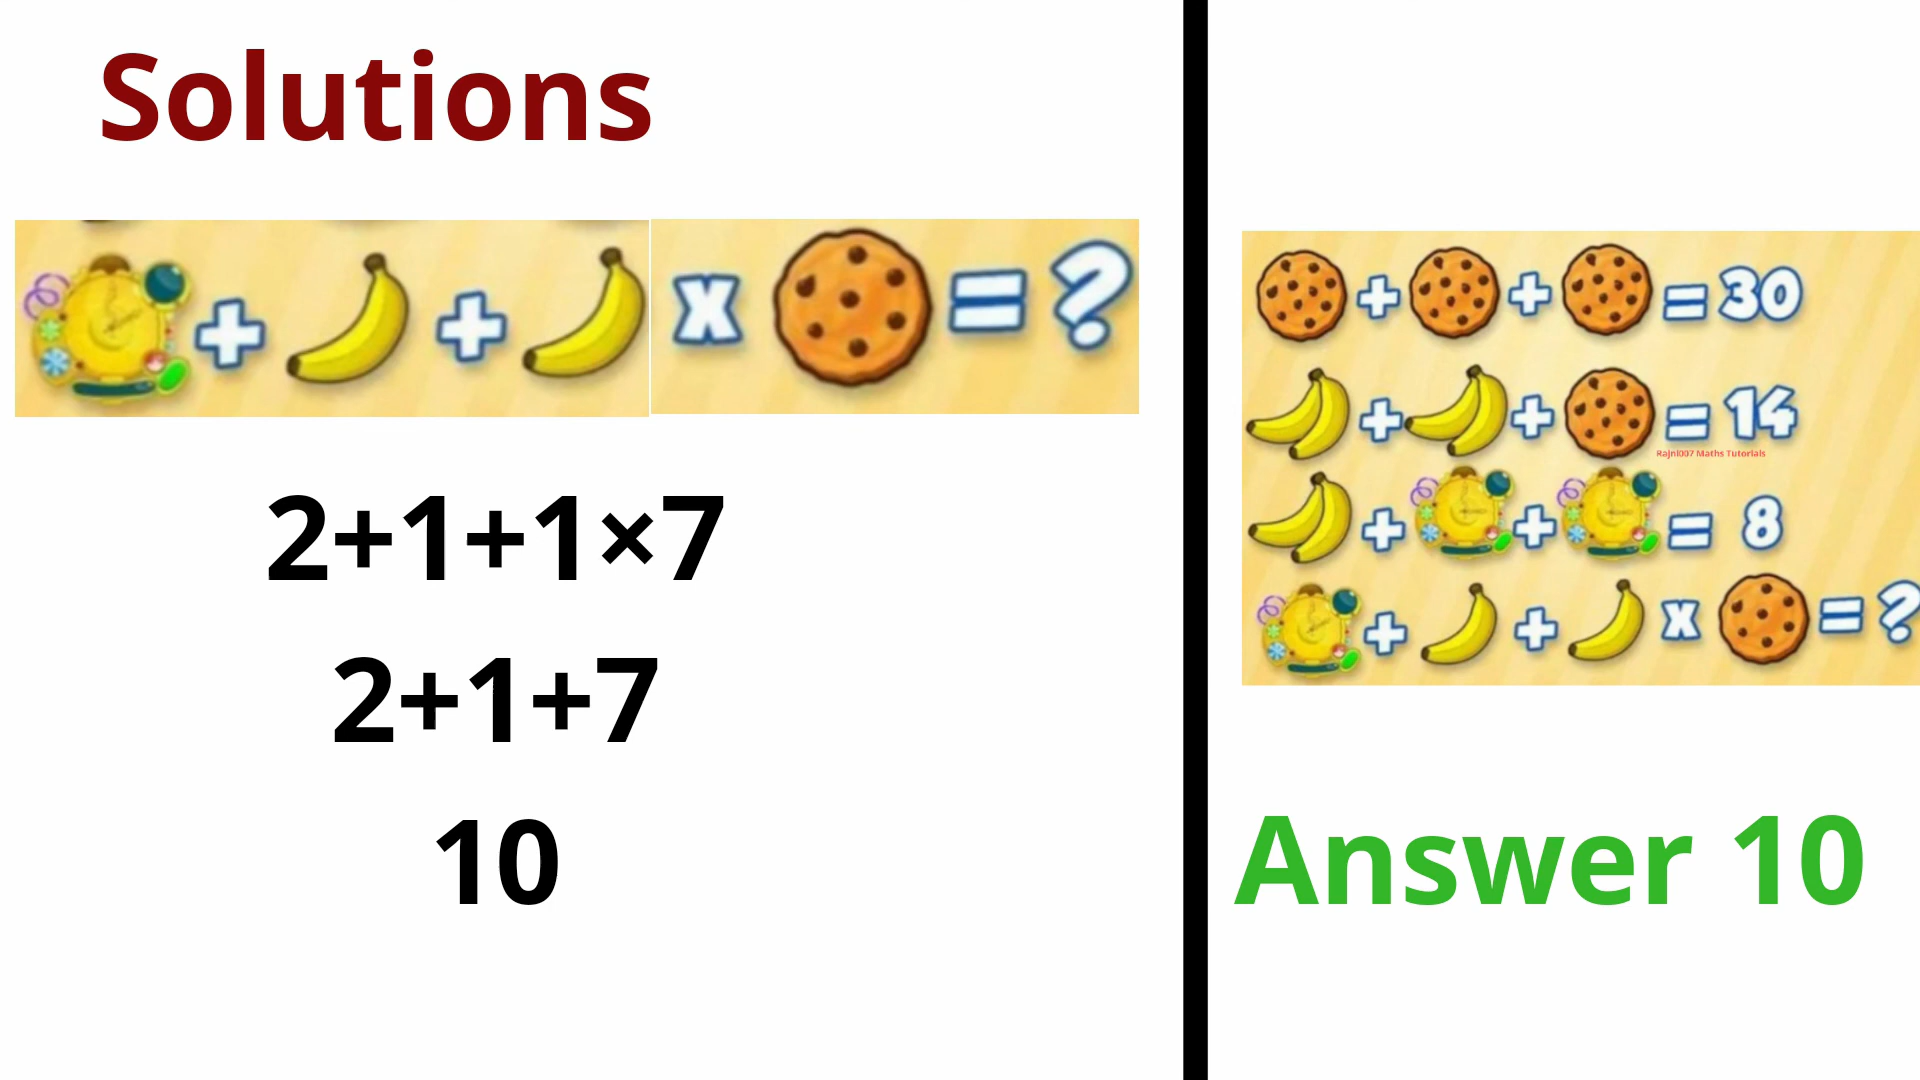 Solutions
+ + x = ?
2+1+1×7
2+1+7
10
+ + = 30
+ + = 14
Rajni007 Maths Tutorials
+ + = 8
+ + x = ?
Answer 10